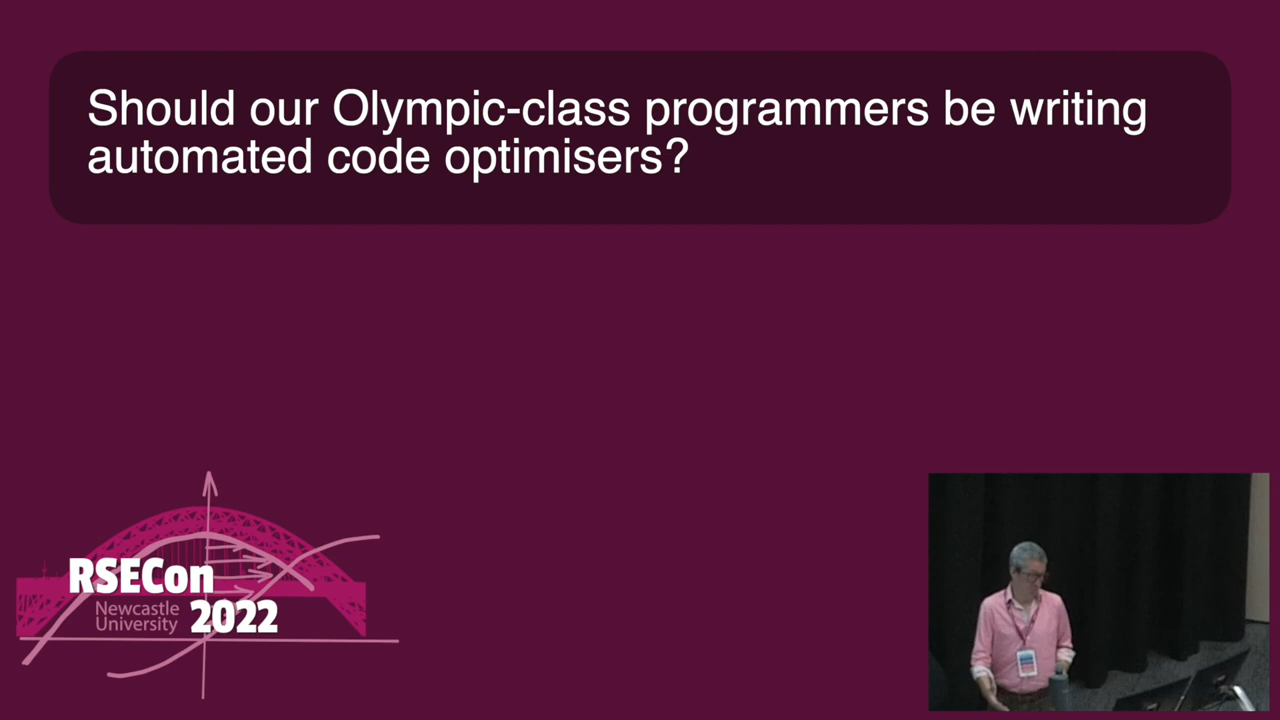 Should our Olympic-class programmers be writing
automated code optimisers?
RSECon
Newcastle
University 2022